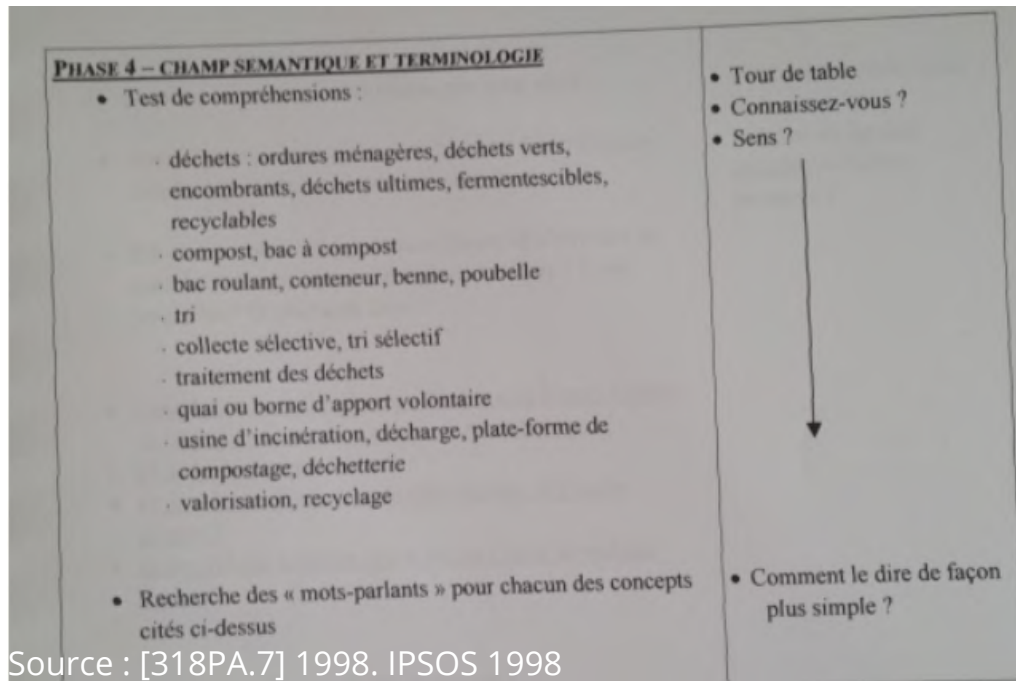 PHASE 4 – CHAMP SEMANTIQUE ET TERMINOLOGIE
• Test de compréhensions :
· déchets : ordures ménagères, déchets verts,
encombrants, déchets ultimes, fermentescibles,
recyclables
· compost, bac à compost
· bac roulant, conteneur, benne, poubelle
· tri
· collecte sélective, tri sélectif
· traitement des déchets
· quai ou borne d'apport volontaire
· usine d'incinération, décharge, plate-forme de
compostage, déchetterie
· valorisation, recyclage
• Recherche des « mots-parlants » pour chacun des concepts
cités ci-dessus
• Tour de table
• Connaissez-vous ?
• Sens ?
• Comment le dire de façon
plus simple ?
Source : [318PA.7] 1998. IPSOS 1998